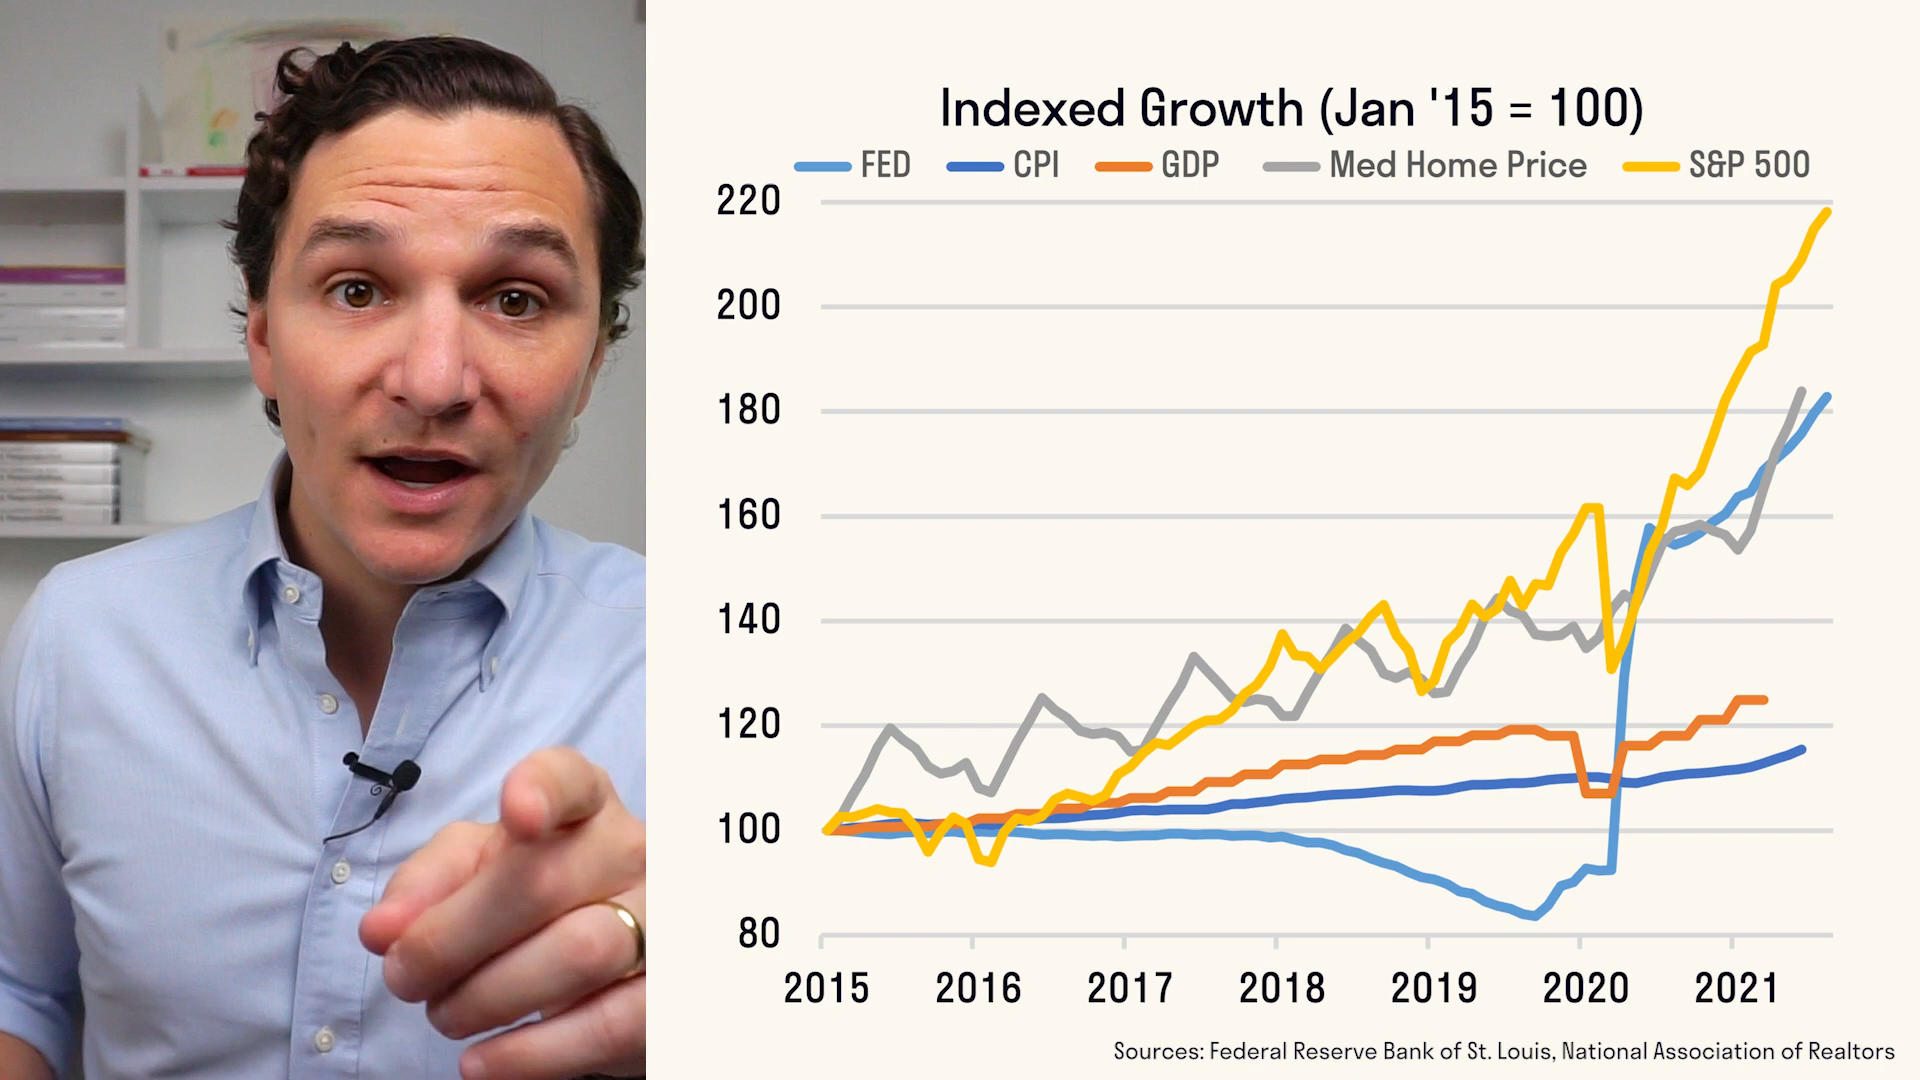 Indexed Growth (Jan '15 = 100)
FED CPI GDP Med Home Price S&P 500
220
200
180
160
140
120
100
80
2015 2016 2017 2018 2019 2020 2021
Sources: Federal Reserve Bank of St. Louis, National Association of Realtors